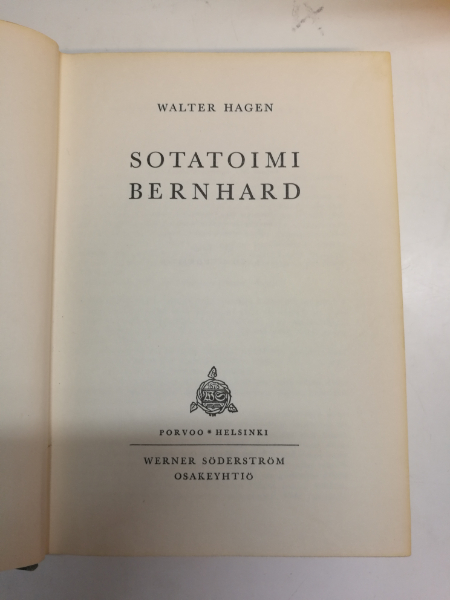 WALTER HAGEN
SOTATOIMI
BERNHARD
PORVOO * HELSINKI
WERNER SÖDERSTRÖM
OSAKEYHTIÖ